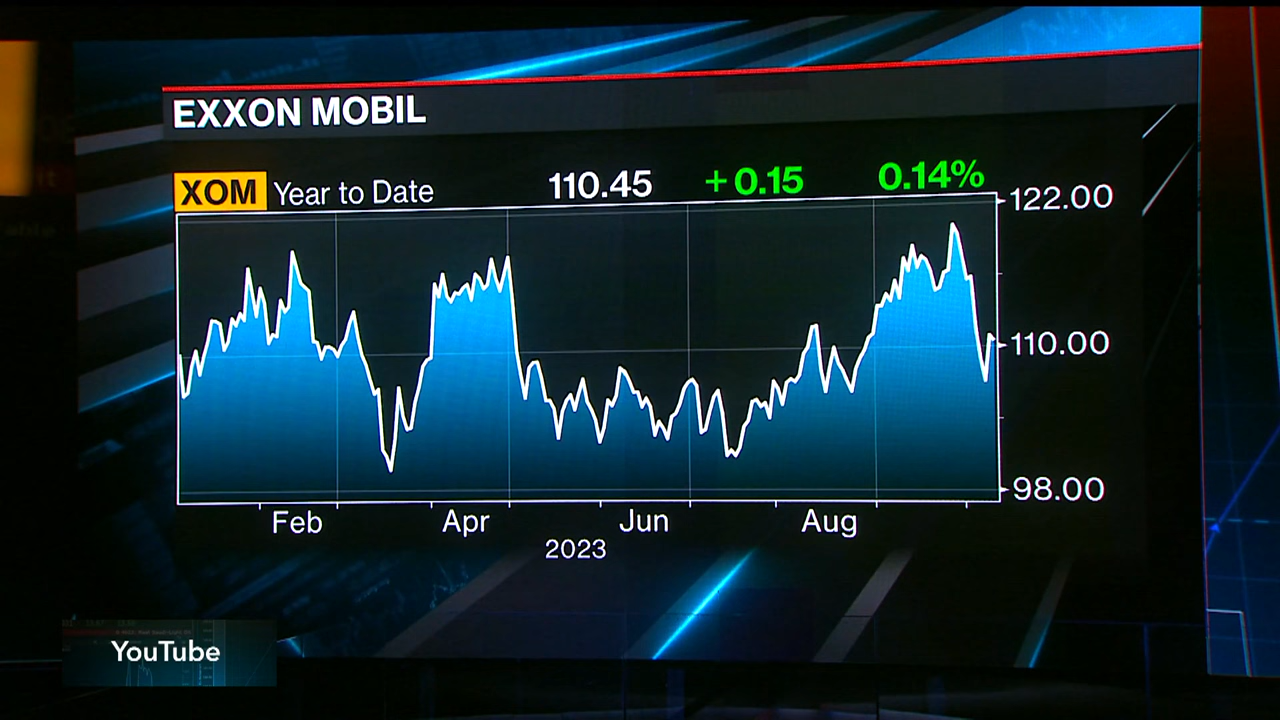 EXXON MOBIL
XOM Year to Date 110.45 +0.15 0.14%
122.00
110.00
98.00
Feb Apr Jun Aug
2023
YouTube